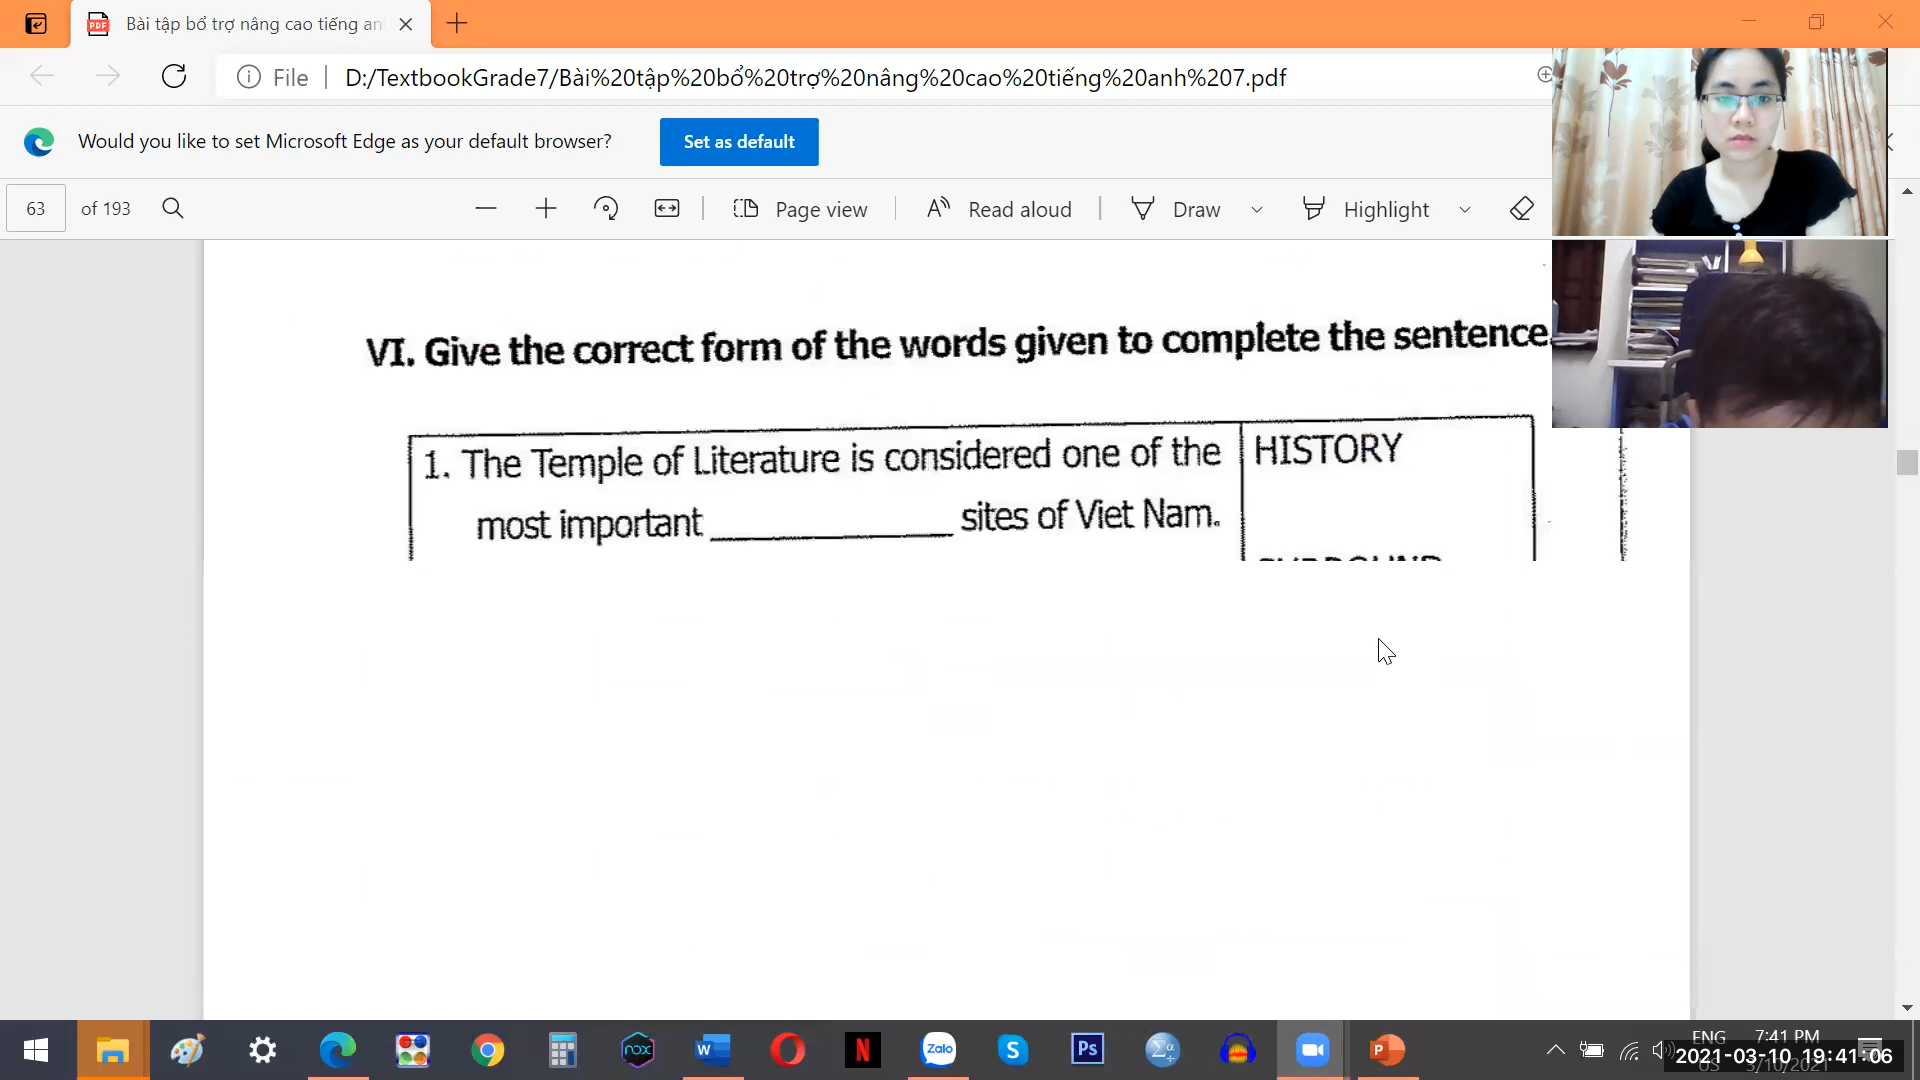 Bài tập bổ trợ nâng cao tiếng an
File
D:/TextbookGrade7/Bài%20tập%20bổ%20trợ%20nâng%20cao%20tiếng%20anh%207.pdf
Would you like to set Microsoft Edge as your default browser?
Set as default
63 of 193
Page view
Read aloud
Draw
Highlight
VI. Give the correct form of the words given to complete the sentence
1. The Temple of Literature is considered one of the
HISTORY
most important ____________ sites of Viet Nam.
nox
Zalo
Ps
ENG
7:41 PM
2021-03-10 19:41:06